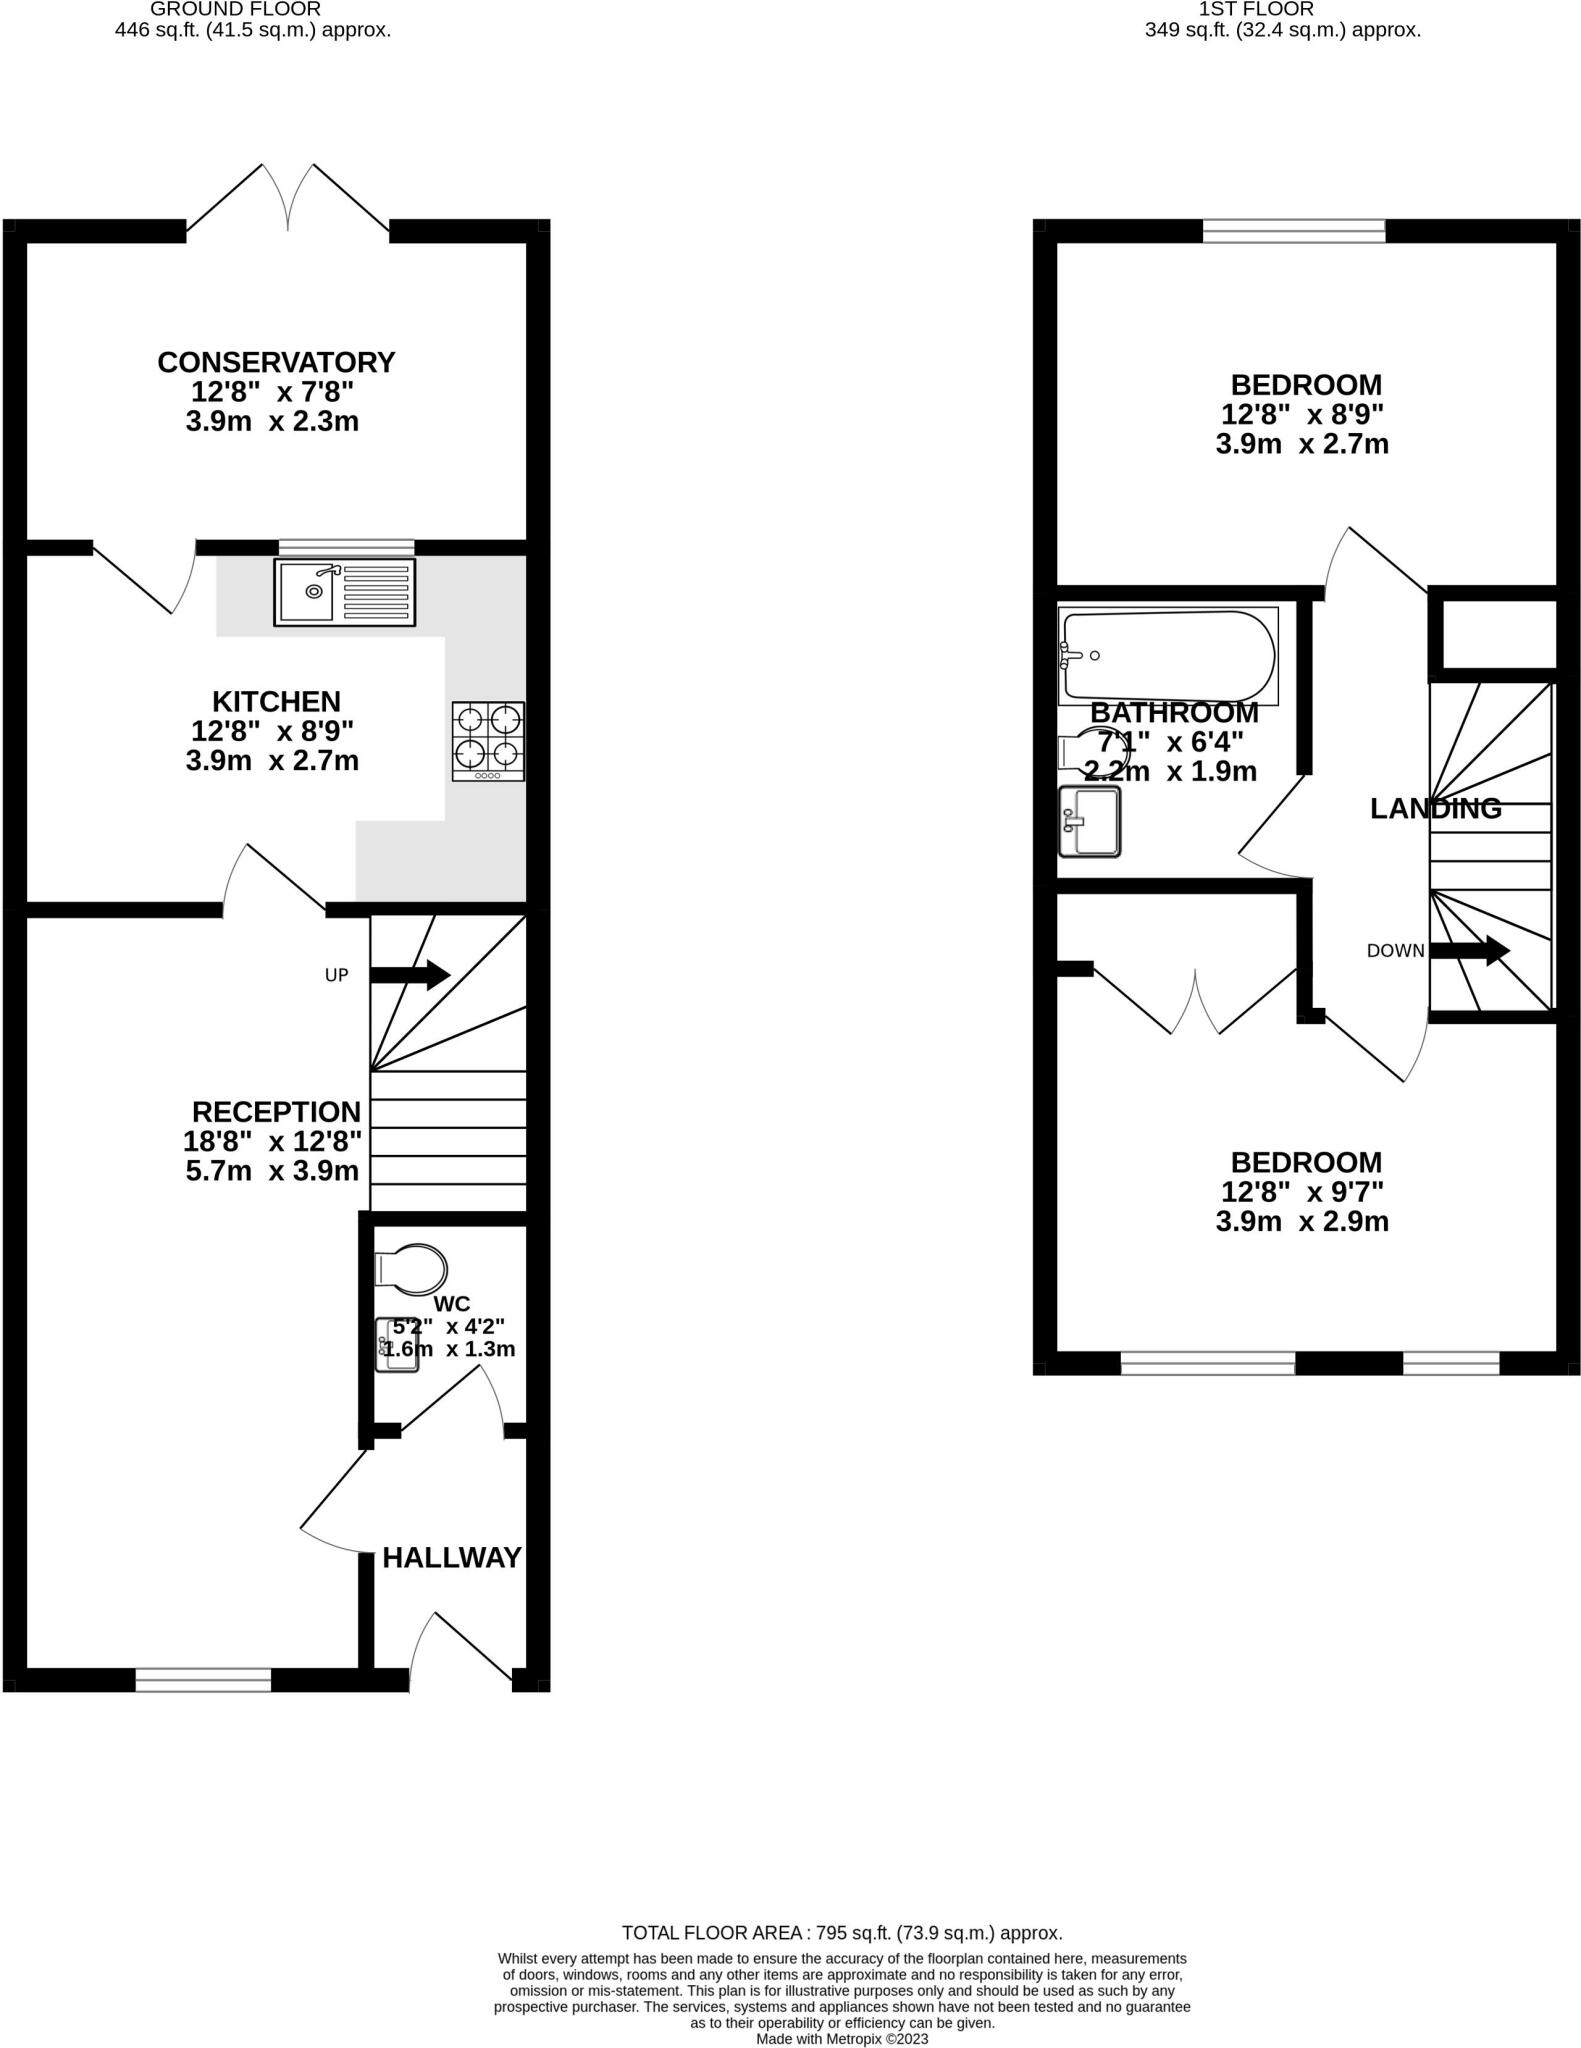 GROUND FLOOR
446 sq.ft. (41.5 sq.m.) approx.
1ST FLOOR
349 sq.ft. (32.4 sq.m.) approx.
CONSERVATORY
12'8" x 7'8"
3.9m x 2.3m
KITCHEN
12'8" x 8'9"
3.9m x 2.7m
UP
RECEPTION
18'8" x 12'8"
5.7m x 3.9m
WC
5'2" x 4'2"
1.6m x 1.3m
HALLWAY
BEDROOM
12'8" x 8'9"
3.9m x 2.7m
BATHROOM
7'1" x 6'4"
2.2m x 1.9m
LANDING
DOWN
BEDROOM
12'8" x 9'7"
3.9m x 2.9m
TOTAL FLOOR AREA : 795 sq.ft. (73.9 sq.m.) approx.
Whilst every attempt has been made to ensure the accuracy of the floorplan contained here, measurements
of doors, windows, rooms and any other items are approximate and no responsibility is taken for any error,
omission or mis-statement. This plan is for illustrative purposes only and should be used as such by any
prospective purchaser. The services, systems and appliances shown have not been tested and no guarantee
as to their operability or efficiency can be given.
Made with Metropix ©2023